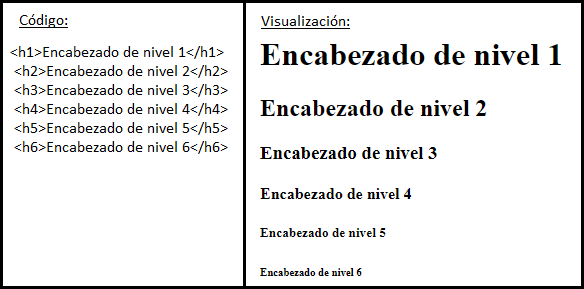 Código:
<h1>Encabezado de nivel 1</h1>
<h2>Encabezado de nivel 2</h2>
<h3>Encabezado de nivel 3</h3>
<h4>Encabezado de nivel 4</h4>
<h5>Encabezado de nivel 5</h5>
<h6>Encabezado de nivel 6</h6>
Visualización:
Encabezado de nivel 1
Encabezado de nivel 2
Encabezado de nivel 3
Encabezado de nivel 4
Encabezado de nivel 5
Encabezado de nivel 6